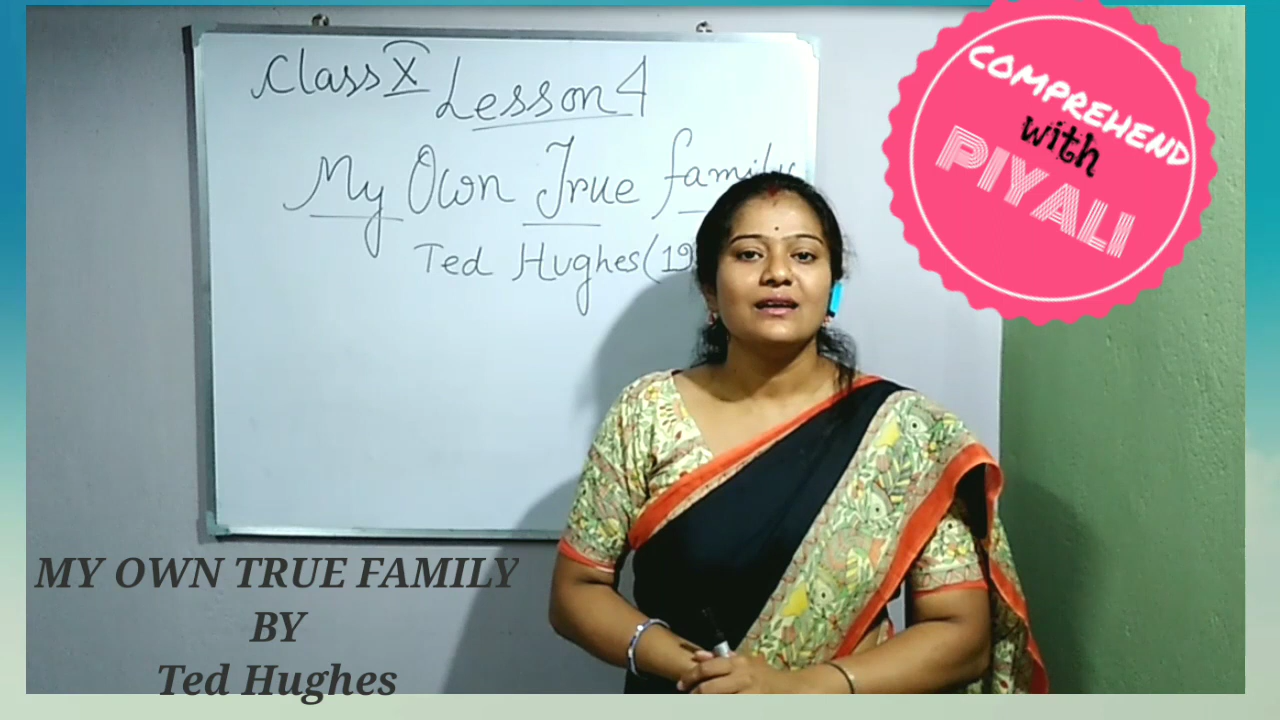 Class X
Lesson 4
My Own True family
Ted Hughes (19
COMPREHEND
with
PIYALI
MY OWN TRUE FAMILY
BY
Ted Hughes